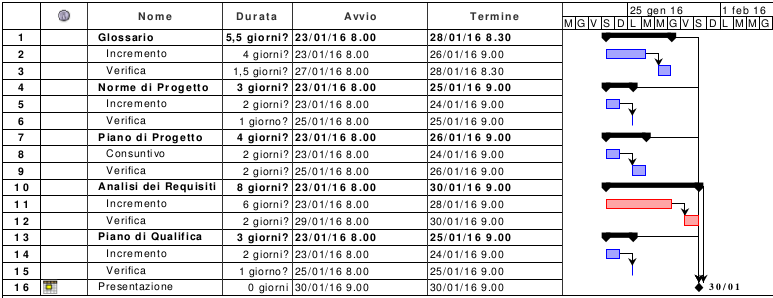 Nome Durata Avvio Termine 25 gen 16 1 feb 16
M G V S D L M M G V S D L M M G
1 Glossario 5,5 giorni? 23/01/16 8.00 28/01/16 8.30
2 Incremento 4 giorni? 23/01/16 8.00 26/01/16 9.00
3 Verifica 1,5 giorni? 27/01/16 8.00 28/01/16 8.30
4 Norme di Progetto 3 giorni? 23/01/16 8.00 25/01/16 9.00
5 Incremento 2 giorni? 23/01/16 8.00 24/01/16 9.00
6 Verifica 1 giorno? 25/01/16 8.00 25/01/16 9.00
7 Piano di Progetto 4 giorni? 23/01/16 8.00 26/01/16 9.00
8 Consuntivo 2 giorni? 23/01/16 8.00 24/01/16 9.00
9 Verifica 2 giorni? 25/01/16 8.00 26/01/16 9.00
10 Analisi dei Requisiti 8 giorni? 23/01/16 8.00 30/01/16 9.00
11 Incremento 6 giorni? 23/01/16 8.00 28/01/16 9.00
12 Verifica 2 giorni? 29/01/16 8.00 30/01/16 9.00
13 Piano di Qualifica 3 giorni? 23/01/16 8.00 25/01/16 9.00
14 Incremento 2 giorni? 23/01/16 8.00 24/01/16 9.00
15 Verifica 1 giorno? 25/01/16 8.00 25/01/16 9.00
16 Presentazione 0 giorni 30/01/16 9.00 30/01/16 9.00 30/01